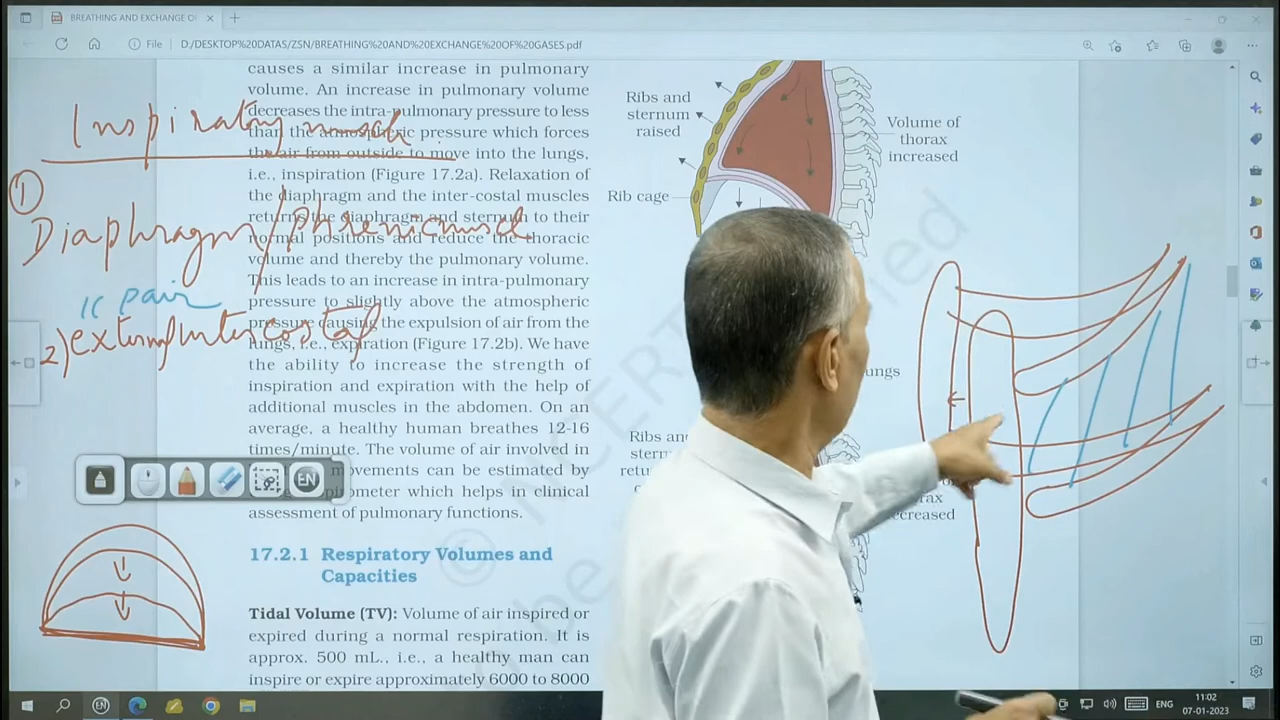 BREATHING AND EXCHANGE OF
File
D:/DESKTOP%20DATAS/ZSN/BREATHING%20AND%20EXCHANGE%20OF%20GASES.pdf
causes a similar increase in pulmonary
volume. An increase in pulmonary volume
decreases the intra-pulmonary pressure to less
than the atmospheric pressure which forces
the air from outside to move into the lungs,
i.e., inspiration (Figure 17.2a). Relaxation of
the diaphragm and the inter-costal muscles
returns the diaphragm and sternum to their
normal positions and reduce the thoracic
volume and thereby the pulmonary volume.
This leads to an increase in intra-pulmonary
pressure to slightly above the atmospheric
pressure causing the expulsion of air from the
lungs, i.e., expiration (Figure 17.2b). We have
the ability to increase the strength of
inspiration and expiration with the help of
additional muscles in the abdomen. On an
average, a healthy human breathes 12-16
times/minute. The volume of air involved in
movements can be estimated by
which helps in clinical
assessment of pulmonary functions.
17.2.1 Respiratory Volumes and
Capacities
Tidal Volume (TV): Volume of air inspired or
expired during a normal respiration. It is
approx. 500 mL., i.e., a healthy man can
inspire or expire approximately 6000 to 8000
Inspiratory muscle
1
Diaphragm/Phrenic muscl
11 pair
2) extern Intercostal
EN
Ribs and
sternum
raised
Volume of
thorax
increased
Rib cage
ungs
Ribs an
stern
retu
rax
ecreased
© NCERT
ENG
11:02
07-01-2023